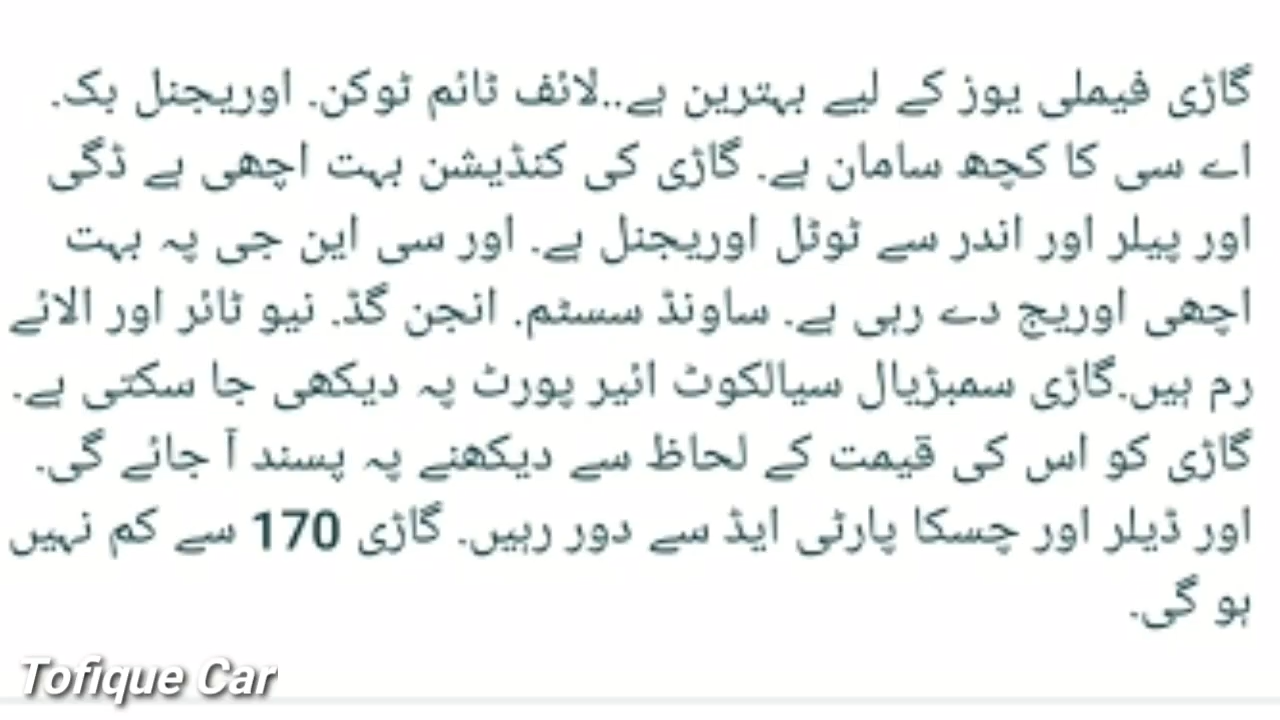 گاڑی فیملی یوز کے لیے بہترین ہے..لائف ٹائم ٹوکن. اوریجنل بک.
اے سی کا کچھ سامان ہے. گاڑی کی کنڈیشن بہت اچھی ہے ڈگی
اور پیلر اور اندر سے ٹوٹل اوریجنل ہے. اور سی این جی پہ بہت
اچھی اوریج دے رہی ہے. ساونڈ سسٹم. انجن گڈ. نیو ٹائر اور الائے
رم ہیں.گاڑی سمبڑیال سیالکوٹ ائیر پورٹ پہ دیکھی جا سکتی ہے.
گاڑی کو اس کی قیمت کے لحاظ سے دیکھنے پہ پسند آ جائے گی.
اور ڈیلر اور چسکا پارٹی ایڈ سے دور رہیں. گاڑی 170 سے کم نہیں
ہو گی.
Tofique Car